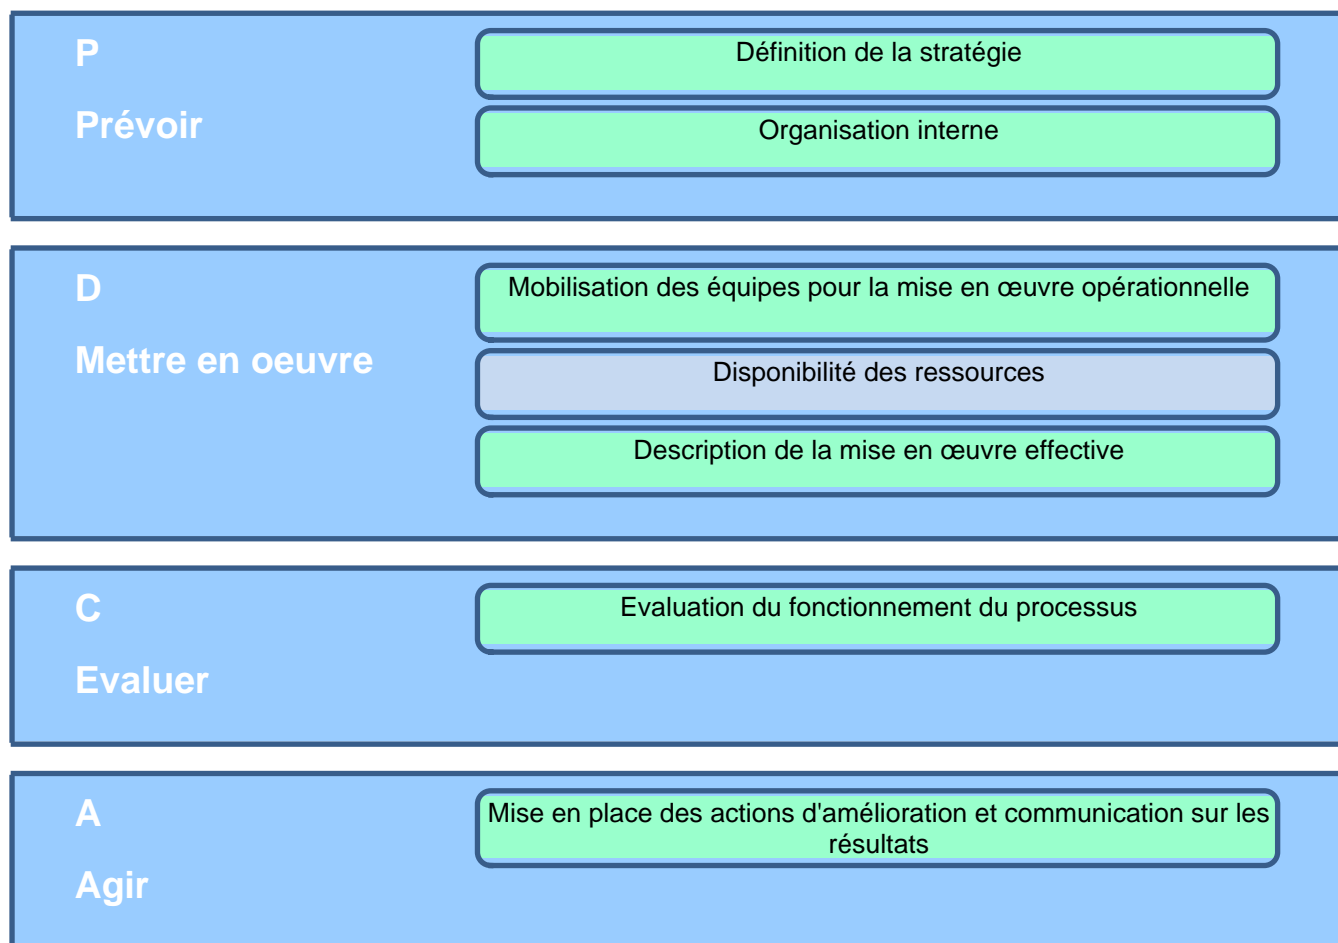 P
Prévoir
Définition de la stratégie
Organisation interne
D
Mettre en oeuvre
Mobilisation des équipes pour la mise en œuvre opérationnelle
Disponibilité des ressources
Description de la mise en œuvre effective
C
Evaluer
Evaluation du fonctionnement du processus
A
Agir
Mise en place des actions d'amélioration et communication sur les
résultats